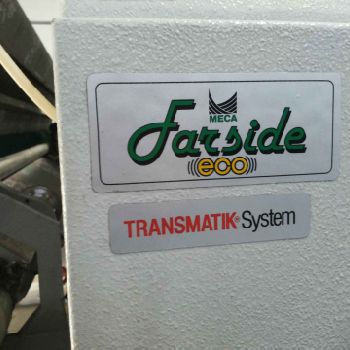 MECA
Farside
eco
TRANSMATIK® System